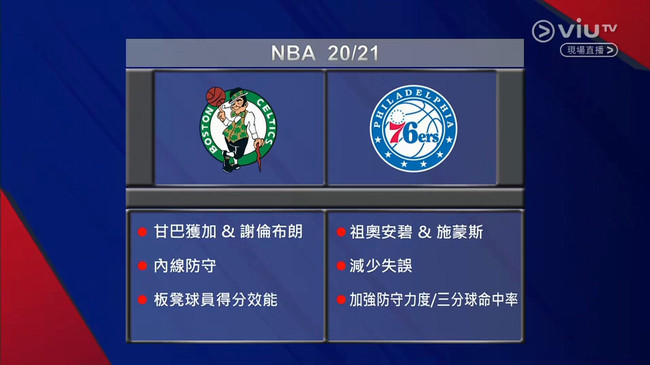 viu TV
現場直播
NBA 20/21
BOSTON CELTICS
PHILADELPHIA
76ers
甘巴獲加 & 謝倫布朗
內線防守
板凳球員得分效能
祖奧安碧 & 施蒙斯
減少失誤
加強防守力度/三分球命中率